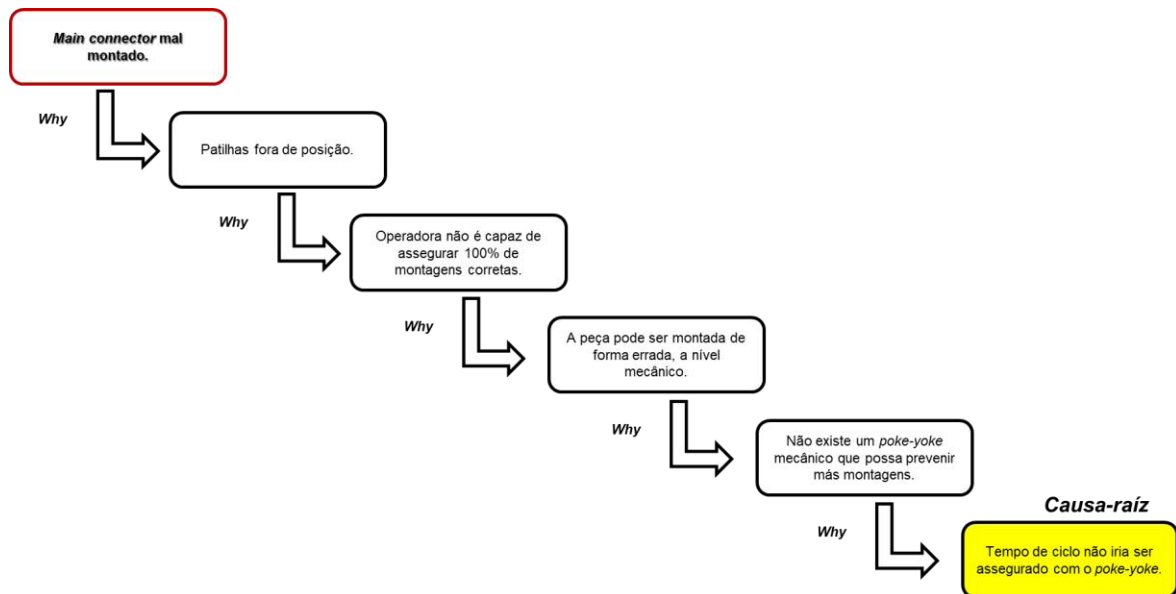 Main connector mal
montado.
Why
Patilhas fora de posição.
Why
Operadora não é capaz de
assegurar 100% de
montagens corretas.
Why
A peça pode ser montada de
forma errada, a nível
mecânico.
Why
Não existe um poke-yoke
mecânico que possa prevenir
más montagens.
Why
Causa-raíz
Tempo de ciclo não iria ser
assegurado com o poke-yoke.